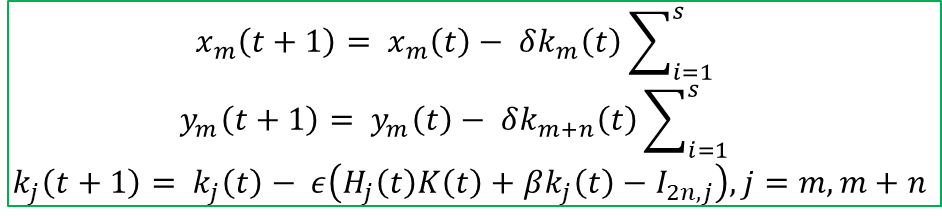 x_m(t + 1) = x_m(t) − δk_m(t) ∑_{i=1}^{s}
y_m(t + 1) = y_m(t) − δk_{m+n}(t) ∑_{i=1}^{s}
k_j(t + 1) = k_j(t) − ϵ(H_j(t)K(t) + βk_j(t) − I_{2n,j}), j = m, m + n